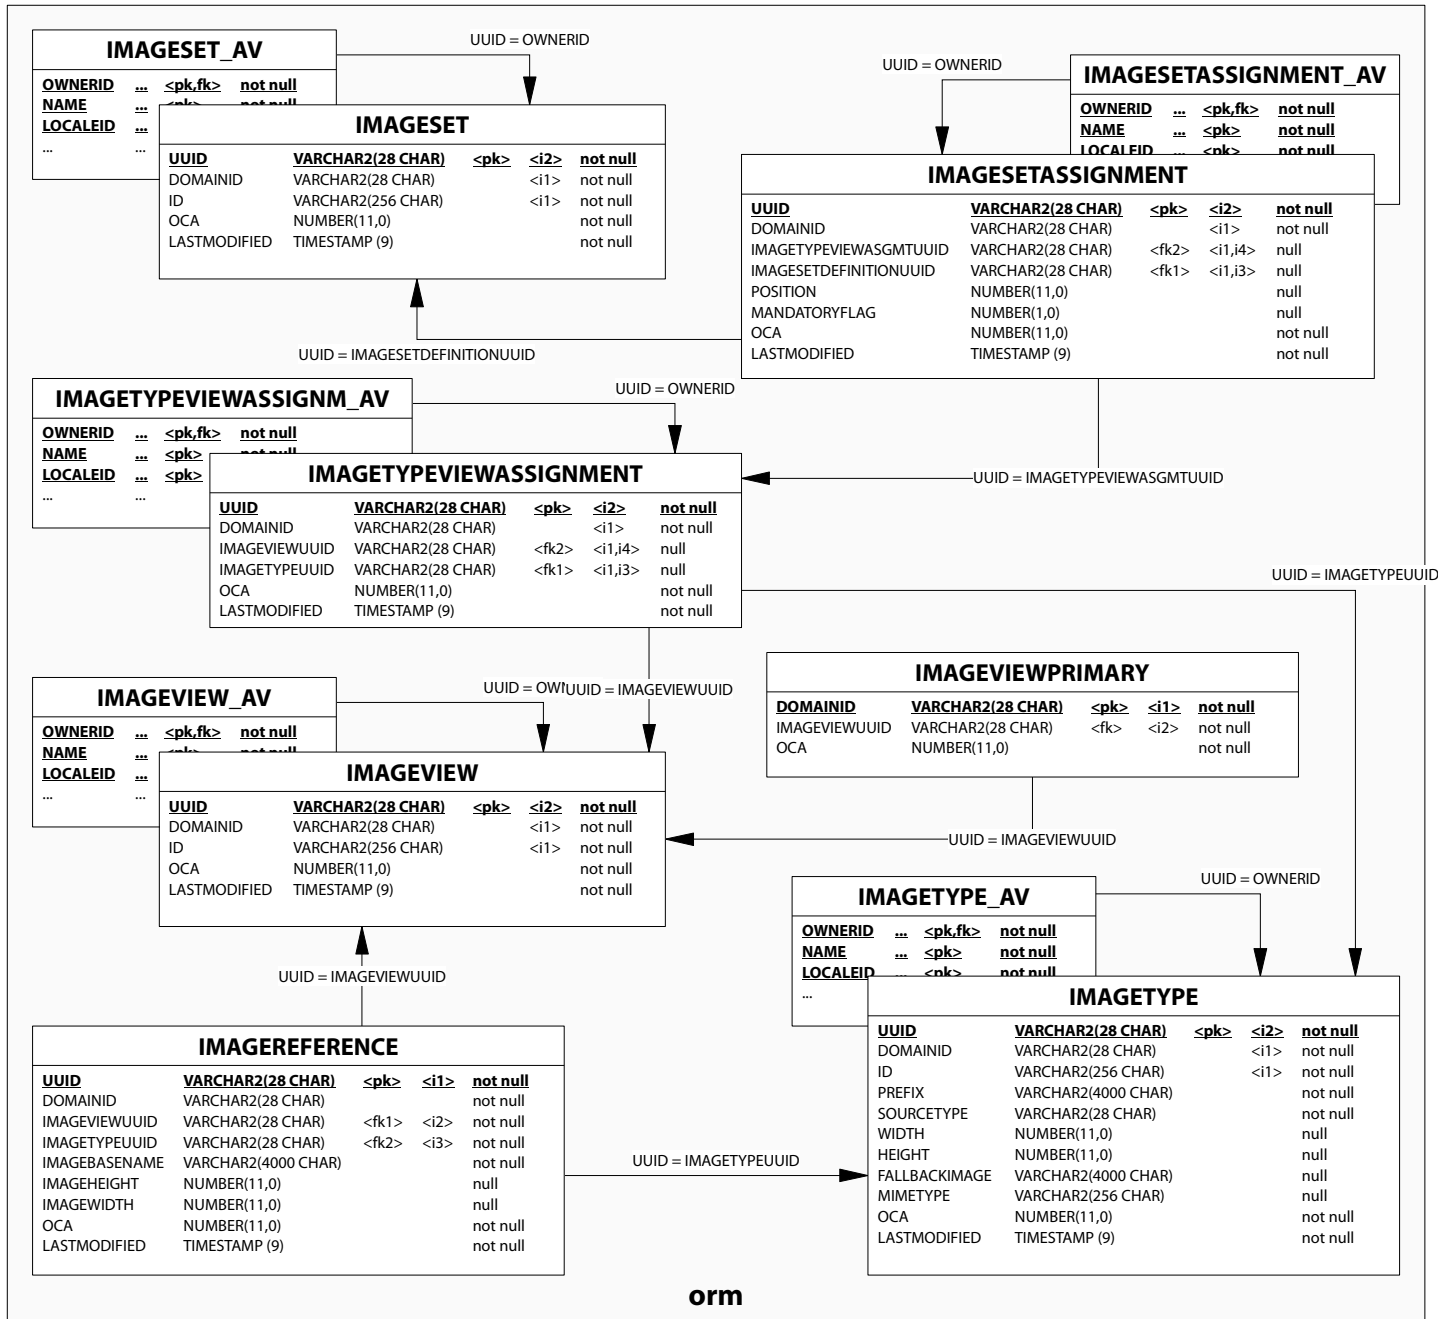 IMAGESET_AV
OWNERID ... <pk,fk> not null
NAME ...
LOCALEID ...
... ...
UUID = OWNERID
IMAGESET
UUID VARCHAR2(28 CHAR) <pk> <i2> not null
DOMAINID VARCHAR2(28 CHAR) <i1> not null
ID VARCHAR2(256 CHAR) <i1> not null
OCA NUMBER(11,0) not null
LASTMODIFIED TIMESTAMP (9) not null
UUID = OWNERID
IMAGESETASSIGNMENT_AV
OWNERID ... <pk,fk> not null
NAME ... <pk> not null
LOCALEID ... <pk> not null
IMAGESETASSIGNMENT
UUID VARCHAR2(28 CHAR) <pk> <i2> not null
DOMAINID VARCHAR2(28 CHAR) <i1> not null
IMAGETYPEVIEWASGMTUUID VARCHAR2(28 CHAR) <fk2> <i1,i4> null
IMAGESETDEFINITIONUUID VARCHAR2(28 CHAR) <fk1> <i1,i3> null
POSITION NUMBER(11,0) null
MANDATORYFLAG NUMBER(1,0) null
OCA NUMBER(11,0) not null
LASTMODIFIED TIMESTAMP (9) not null
UUID = IMAGESETDEFINITIONUUID
IMAGETYPEVIEWASSIGNM_AV
OWNERID ... <pk,fk> not null
NAME ... <pk> not null
LOCALEID ... <pk>
... ...
UUID = OWNERID
IMAGETYPEVIEWASSIGNMENT
UUID VARCHAR2(28 CHAR) <pk> <i2> not null
DOMAINID VARCHAR2(28 CHAR) <i1> not null
IMAGEVIEWUUID VARCHAR2(28 CHAR) <fk2> <i1,i4> null
IMAGETYPEUUID VARCHAR2(28 CHAR) <fk1> <i1,i3> null
OCA NUMBER(11,0) not null
LASTMODIFIED TIMESTAMP (9) not null
UUID = IMAGETYPEVIEWASGMTUUID
UUID = IMAGETYPEUUID
IMAGEVIEW_AV
OWNERID ... <pk,fk> not null
NAME ...
LOCALEID ...
... ...
UUID =
UUID = IMAGEVIEWUUID
IMAGEVIEW
UUID VARCHAR2(28 CHAR) <pk> <i2> not null
DOMAINID VARCHAR2(28 CHAR) <i1> not null
ID VARCHAR2(256 CHAR) <i1> not null
OCA NUMBER(11,0) not null
LASTMODIFIED TIMESTAMP (9) not null
IMAGEVIEWPRIMARY
DOMAINID VARCHAR2(28 CHAR) <pk> <i1> not null
IMAGEVIEWUUID VARCHAR2(28 CHAR) <fk> <i2> not null
OCA NUMBER(11,0) not null
UUID = IMAGEVIEWUUID
IMAGETYPE_AV
OWNERID ... <pk,fk> not null
NAME ... <pk> not null
LOCALEID ... <pk> not null
...
UUID = OWNERID
IMAGETYPE
UUID VARCHAR2(28 CHAR) <pk> <i2> not null
DOMAINID VARCHAR2(28 CHAR) <i1> not null
ID VARCHAR2(256 CHAR) <i1> not null
PREFIX VARCHAR2(4000 CHAR) not null
SOURCETYPE VARCHAR2(28 CHAR) not null
WIDTH NUMBER(11,0) null
HEIGHT NUMBER(11,0) null
FALLBACKIMAGE VARCHAR2(4000 CHAR) null
MIMETYPE VARCHAR2(256 CHAR) null
OCA NUMBER(11,0) not null
LASTMODIFIED TIMESTAMP (9) not null
UUID = IMAGEVIEWUUID
IMAGEREFERENCE
UUID VARCHAR2(28 CHAR) <pk> <i1> not null
DOMAINID VARCHAR2(28 CHAR) not null
IMAGEVIEWUUID VARCHAR2(28 CHAR) <fk1> <i2> not null
IMAGETYPEUUID VARCHAR2(28 CHAR) <fk2> <i3> not null
IMAGEBASENAME VARCHAR2(4000 CHAR) not null
IMAGEHEIGHT NUMBER(11,0) null
IMAGEWIDTH NUMBER(11,0) null
OCA NUMBER(11,0) not null
LASTMODIFIED TIMESTAMP (9) not null
UUID = IMAGETYPEUUID
orm